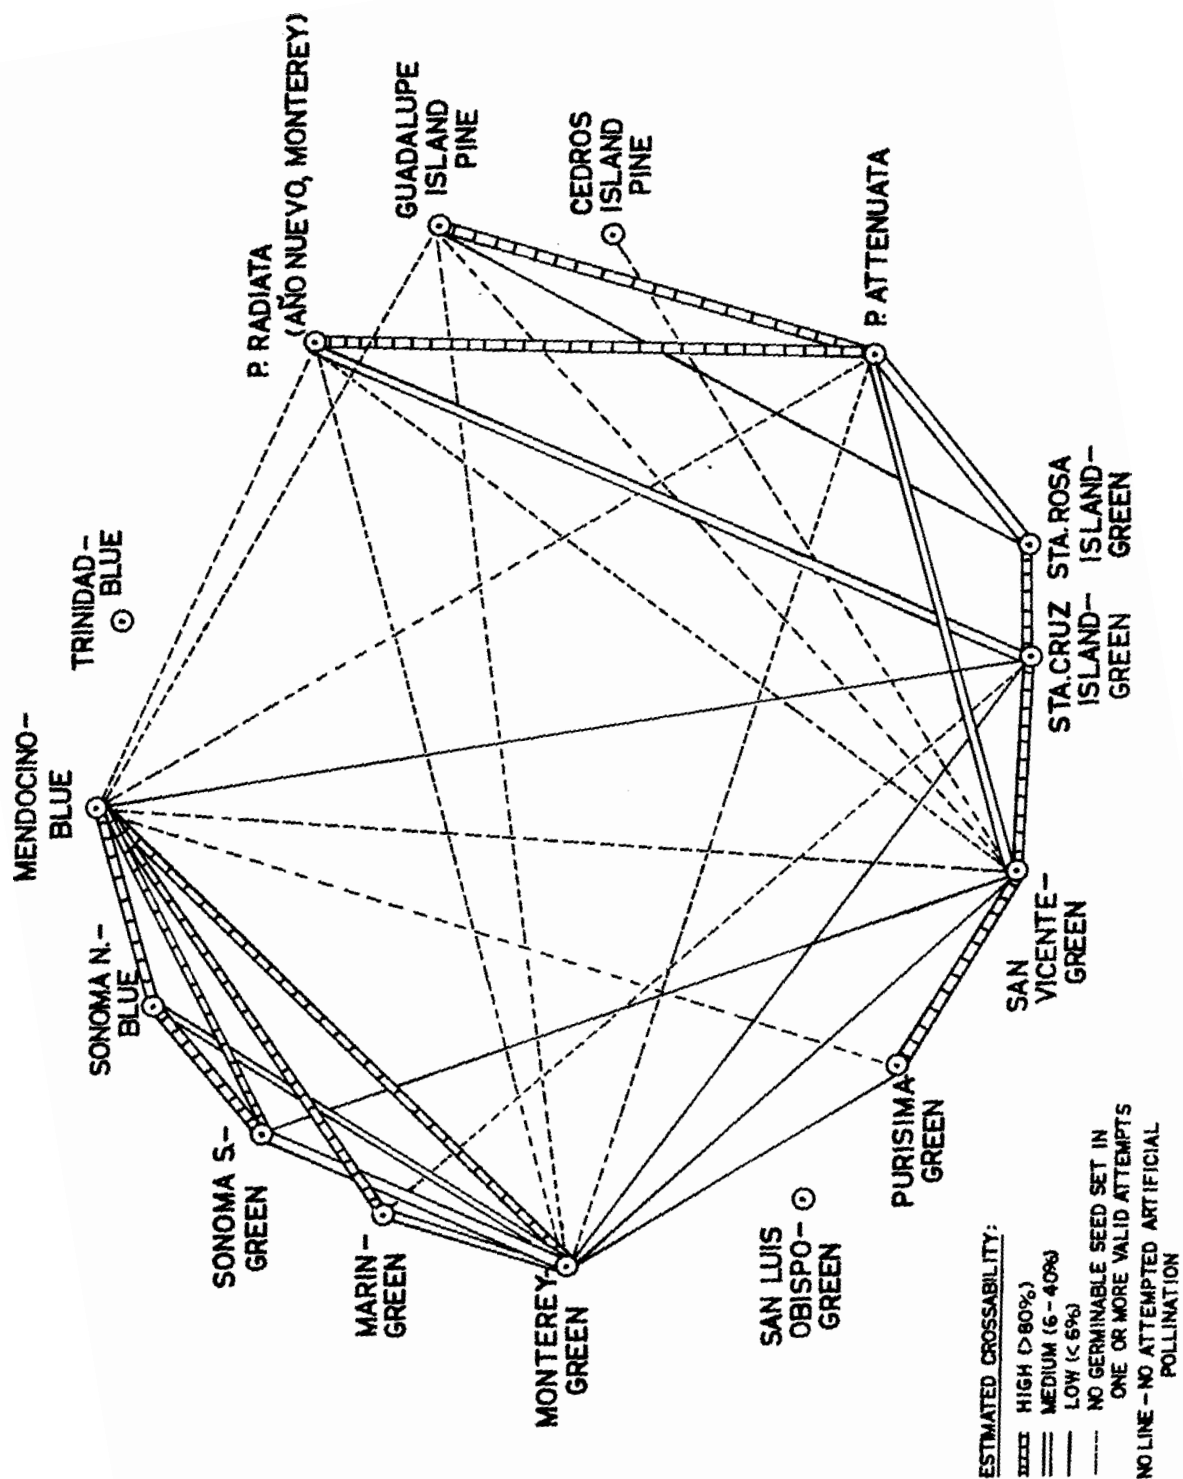 MENDOCINO-
BLUE
TRINIDAD-
BLUE
P. RADIATA
(AÑO NUEVO, MONTEREY)
GUADALUPE
ISLAND
PINE
CEDROS
ISLAND
PINE
P. ATTENUATA
STA. ROSA
ISLAND-
GREEN
STA. CRUZ
ISLAND-
GREEN
SAN
VICENTE-
GREEN
PURISIMA-
GREEN
SAN LUIS
OBISPO-
GREEN
MONTEREY-
GREEN
MARIN-
GREEN
SONOMA S.-
GREEN
SONOMA N.-
BLUE
ESTIMATED CROSSABILITY:
HIGH (>80%)
MEDIUM (6-40%)
LOW (<6%)
NO GERMINABLE SEED SET IN
ONE OR MORE VALID ATTEMPTS
NO LINE - NO ATTEMPTED ARTIFICIAL
POLLINATION